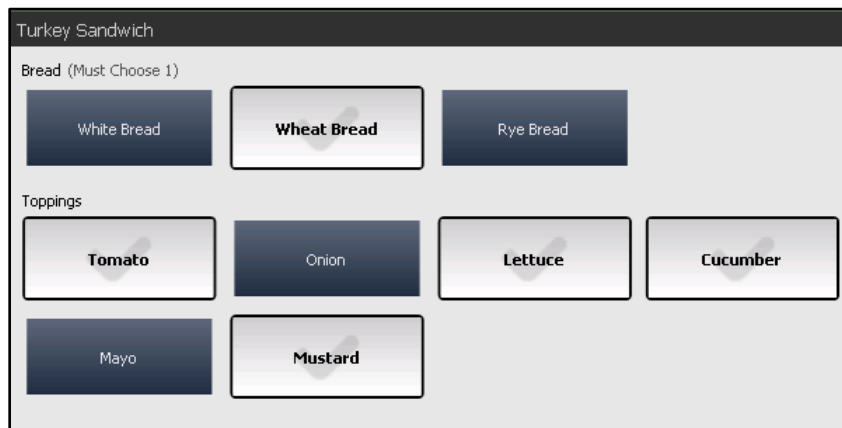 Turkey Sandwich
Bread (Must Choose 1)
White Bread
Wheat Bread
Rye Bread
Toppings
Tomato
Onion
Lettuce
Cucumber
Mayo
Mustard